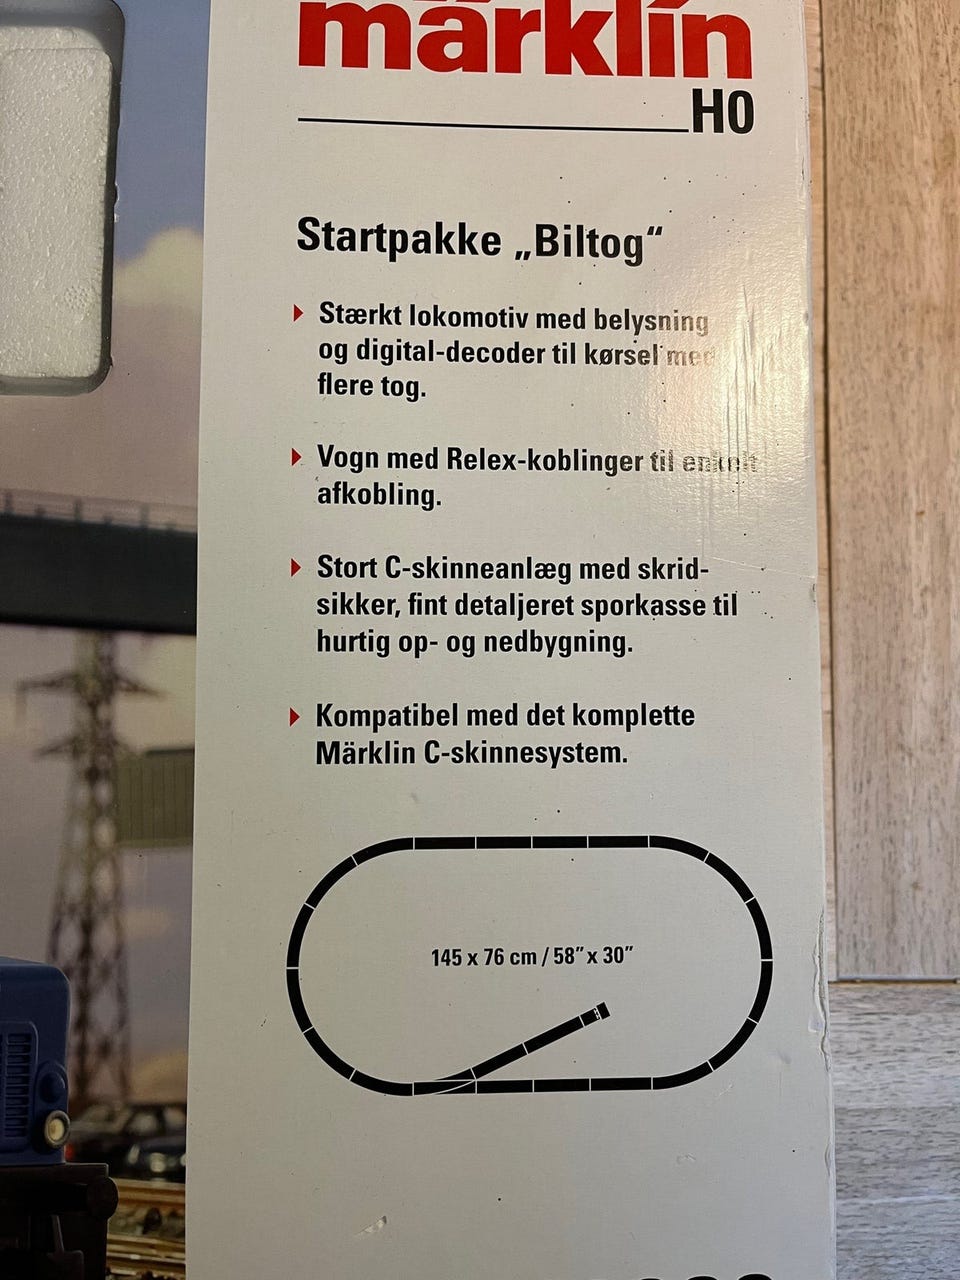 märklin
H0
Startpakke „Biltog“
Stærkt lokomotiv med belysning
og digital-decoder til kørsel med
flere tog.
Vogn med Relex-koblinger til enkelt
afkobling.
Stort C-skinneanlæg med skrid-
sikker, fint detaljeret sporkasse til
hurtig op- og nedbygning.
Kompatibel med det komplette
Märklin C-skinnesystem.
145 x 76 cm / 58” x 30”